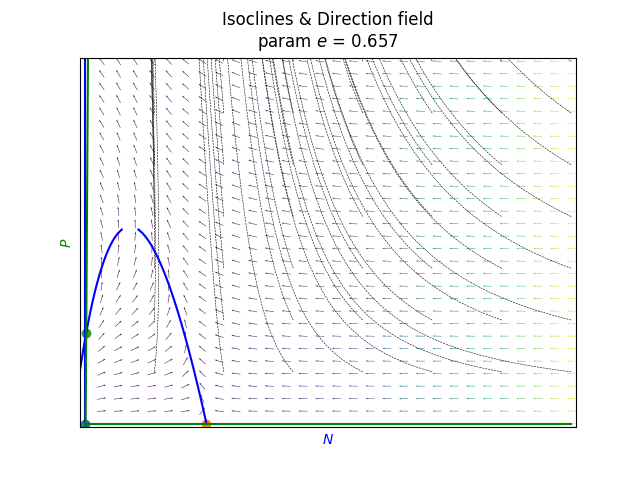 Isoclines & Direction field
param e = 0.657
P
N